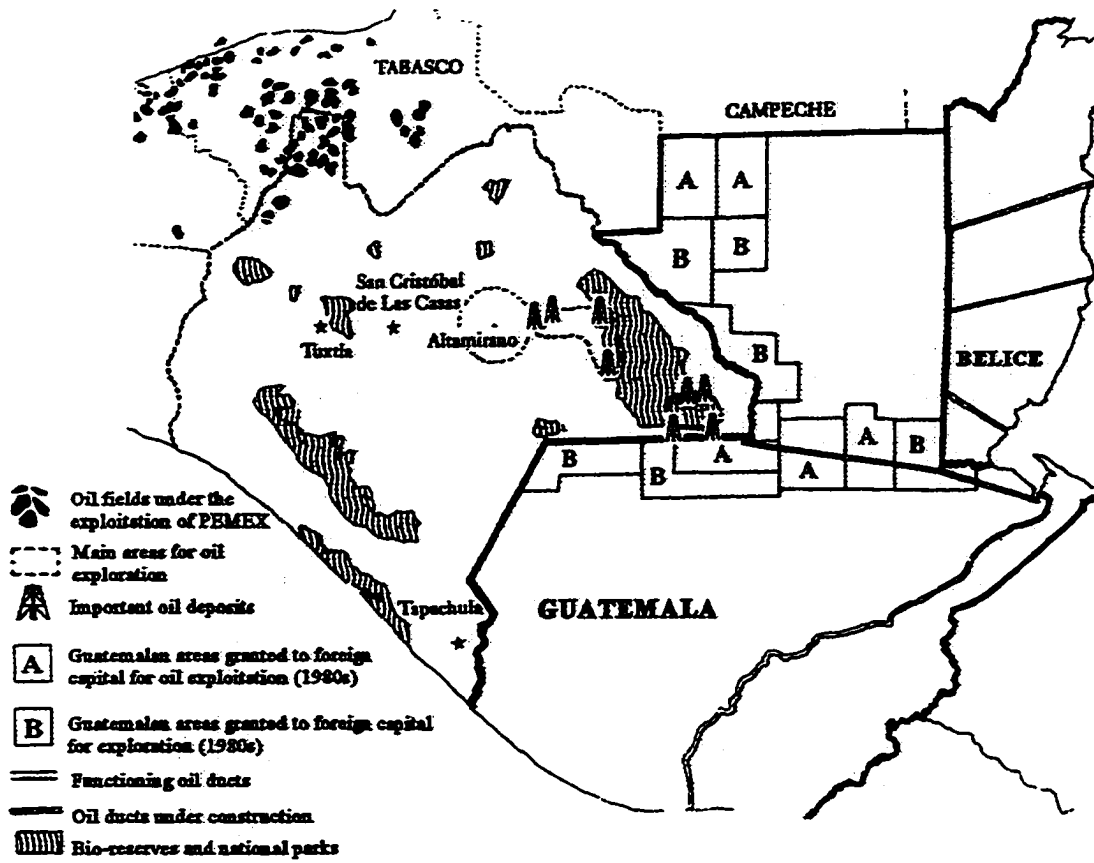 TABASCO
CAMPECHE
A
A
B
B
San Cristóbal
de Las Casas
Tuxtla
Altamirano
B
BELICE
A
B
B
A
B
A
Tapachula
GUATEMALA
Oil fields under the
exploitation of PEMEX
Main areas for oil
exploration
Important oil deposits
A
Guatemalan areas granted to foreign
capital for oil exploitation (1980s)
B
Guatemalan areas granted to foreign capital
for exploration (1980s)
Functioning oil ducts
Oil ducts under construction
Bio-reserves and national parks